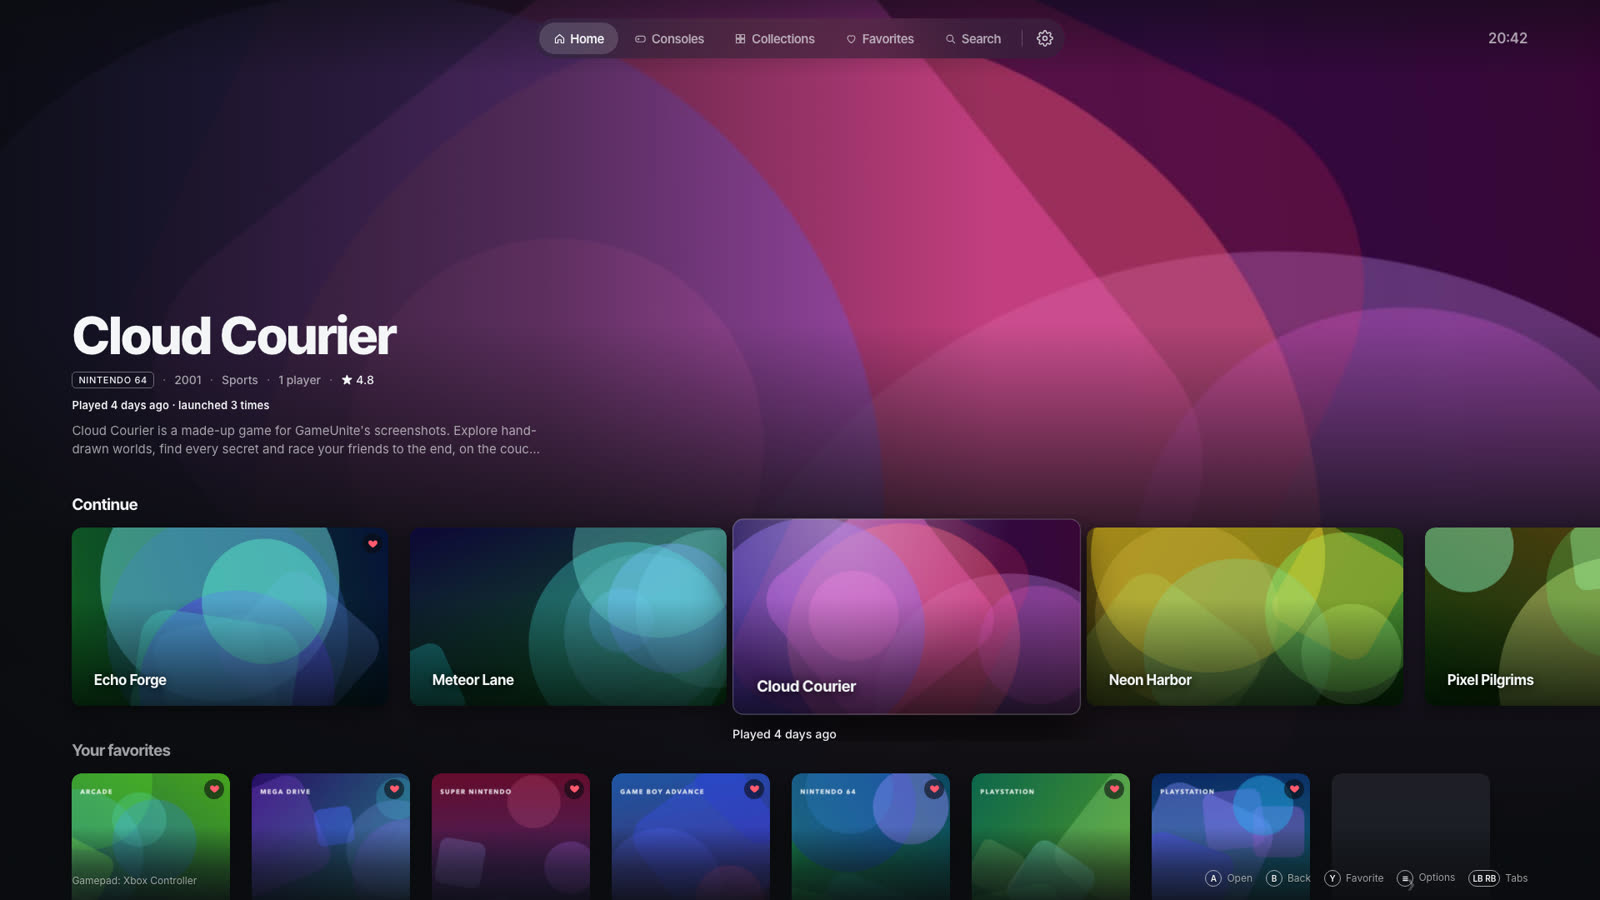 Home Consoles Collections Favorites Search 20:42
Cloud Courier
NINTENDO 64 · 2001 · Sports · 1 player · ★ 4.8
Played 4 days ago · launched 3 times
Cloud Courier is a made-up game for GameUnite's screenshots. Explore hand-
drawn worlds, find every secret and race your friends to the end, on the couc...
Continue
Echo Forge Meteor Lane Cloud Courier Neon Harbor Pixel Pilgrims
Played 4 days ago
Your favorites
ARCADE MEGA DRIVE SUPER NINTENDO GAME BOY ADVANCE NINTENDO 64 PLAYSTATION PLAYSTATION
Gamepad: Xbox Controller A Open B Back Y Favorite ≡ Options LB RB Tabs